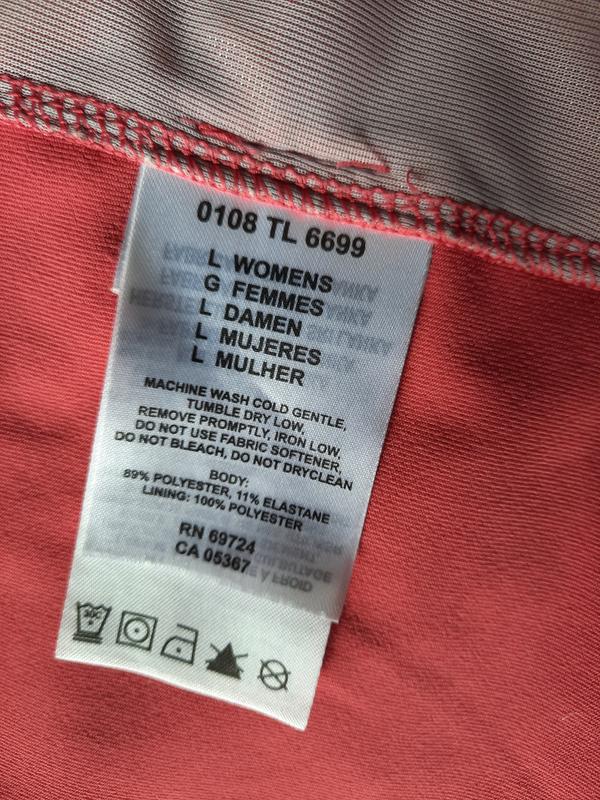 0108 TL 6699
L WOMENS
G FEMMES
L DAMEN
L MUJERES
L MULHER
MACHINE WASH COLD GENTLE,
TUMBLE DRY LOW,
REMOVE PROMPTLY, IRON LOW,
DO NOT USE FABRIC SOFTENER,
DO NOT BLEACH, DO NOT DRYCLEAN
BODY:
89% POLYESTER, 11% ELASTANE
LINING: 100% POLYESTER
RN 69724
CA 05367
30C